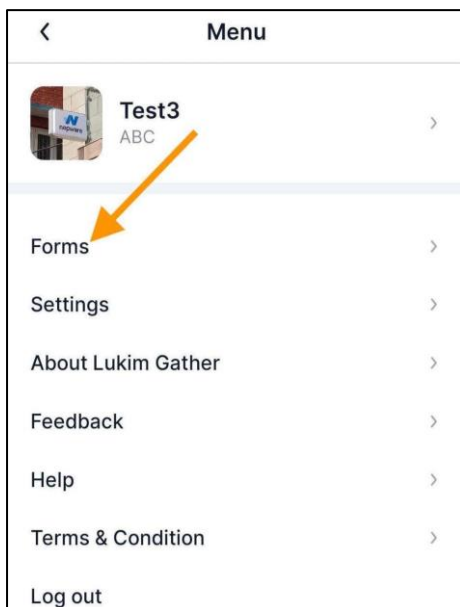 Menu
Test3
ABC
Forms
Settings
About Lukim Gather
Feedback
Help
Terms & Condition
Log out